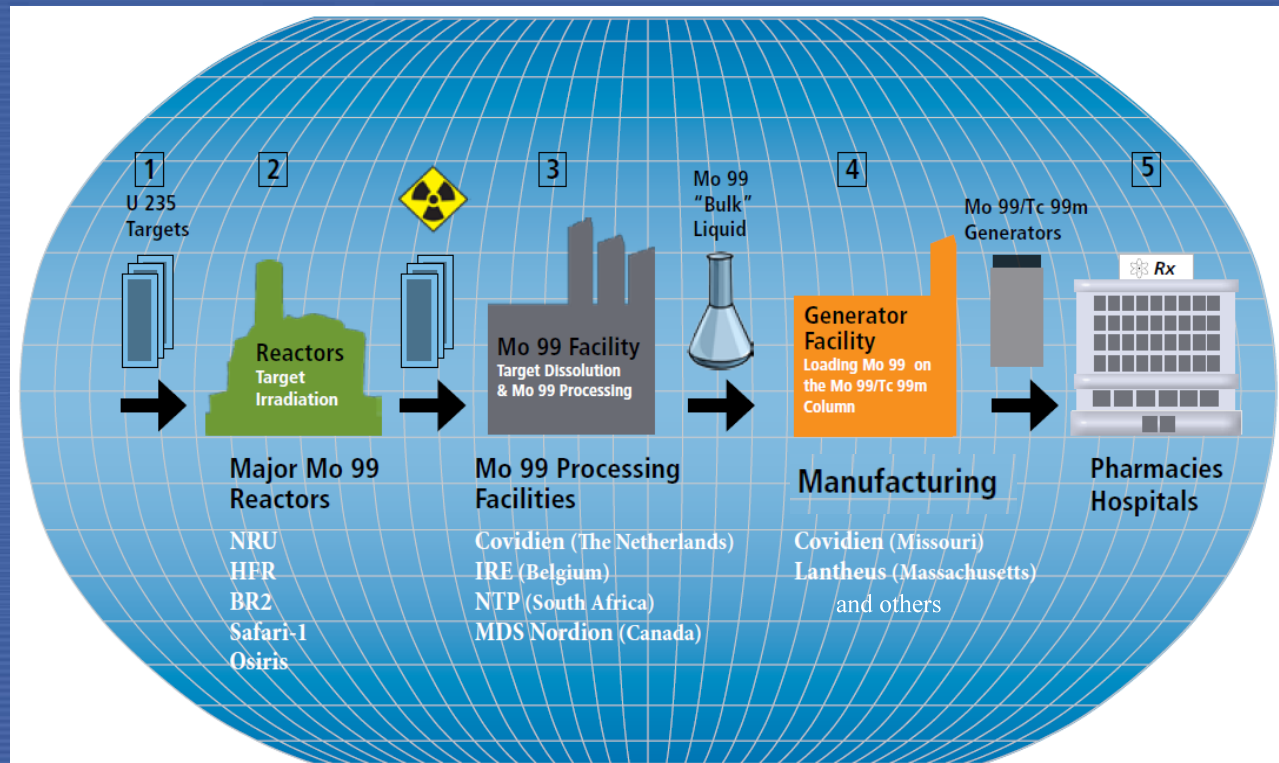 1
U 235
Targets
2
Reactors
Target
Irradiation
3
Mo 99 Facility
Target Dissolution
& Mo 99 Processing
Mo 99
“Bulk”
Liquid
4
Generator
Facility
Loading Mo 99 on
the Mo 99/Tc 99m
Column
Mo 99/Tc 99m
Generators
5
Rx
Major Mo 99
Reactors
NRU
HFR
BR2
Safari-1
Osiris
Mo 99 Processing
Facilities
Covidien (The Netherlands)
IRE (Belgium)
NTP (South Africa)
MDS Nordion (Canada)
Manufacturing
Covidien (Missouri)
Lantheus (Massachusetts)
and others
Pharmacies
Hospitals